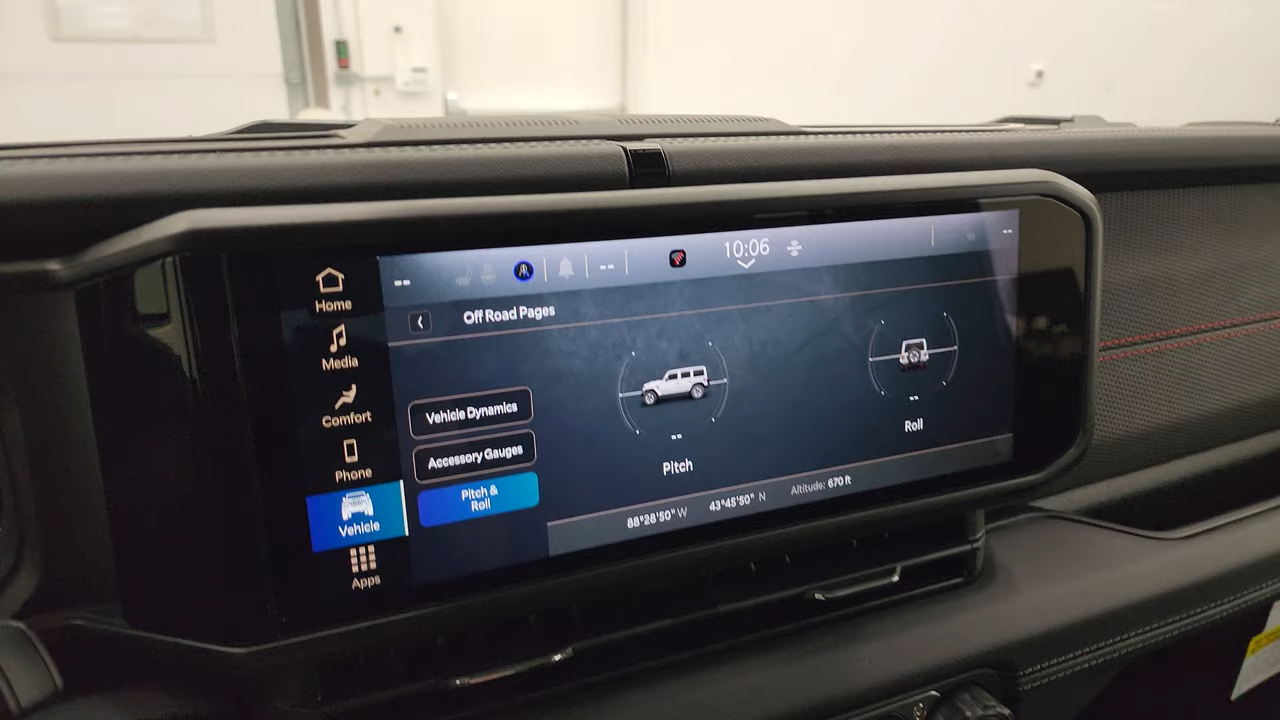 Home
Media
Comfort
Phone
Vehicle
Apps
--
--
10:06
--
Off Road Pages
Vehicle Dynamics
Accessory Gauges
Pitch &
Roll
--
Pitch
--
Roll
88°28'50" W 43°45'50" N Altitude: 670 ft